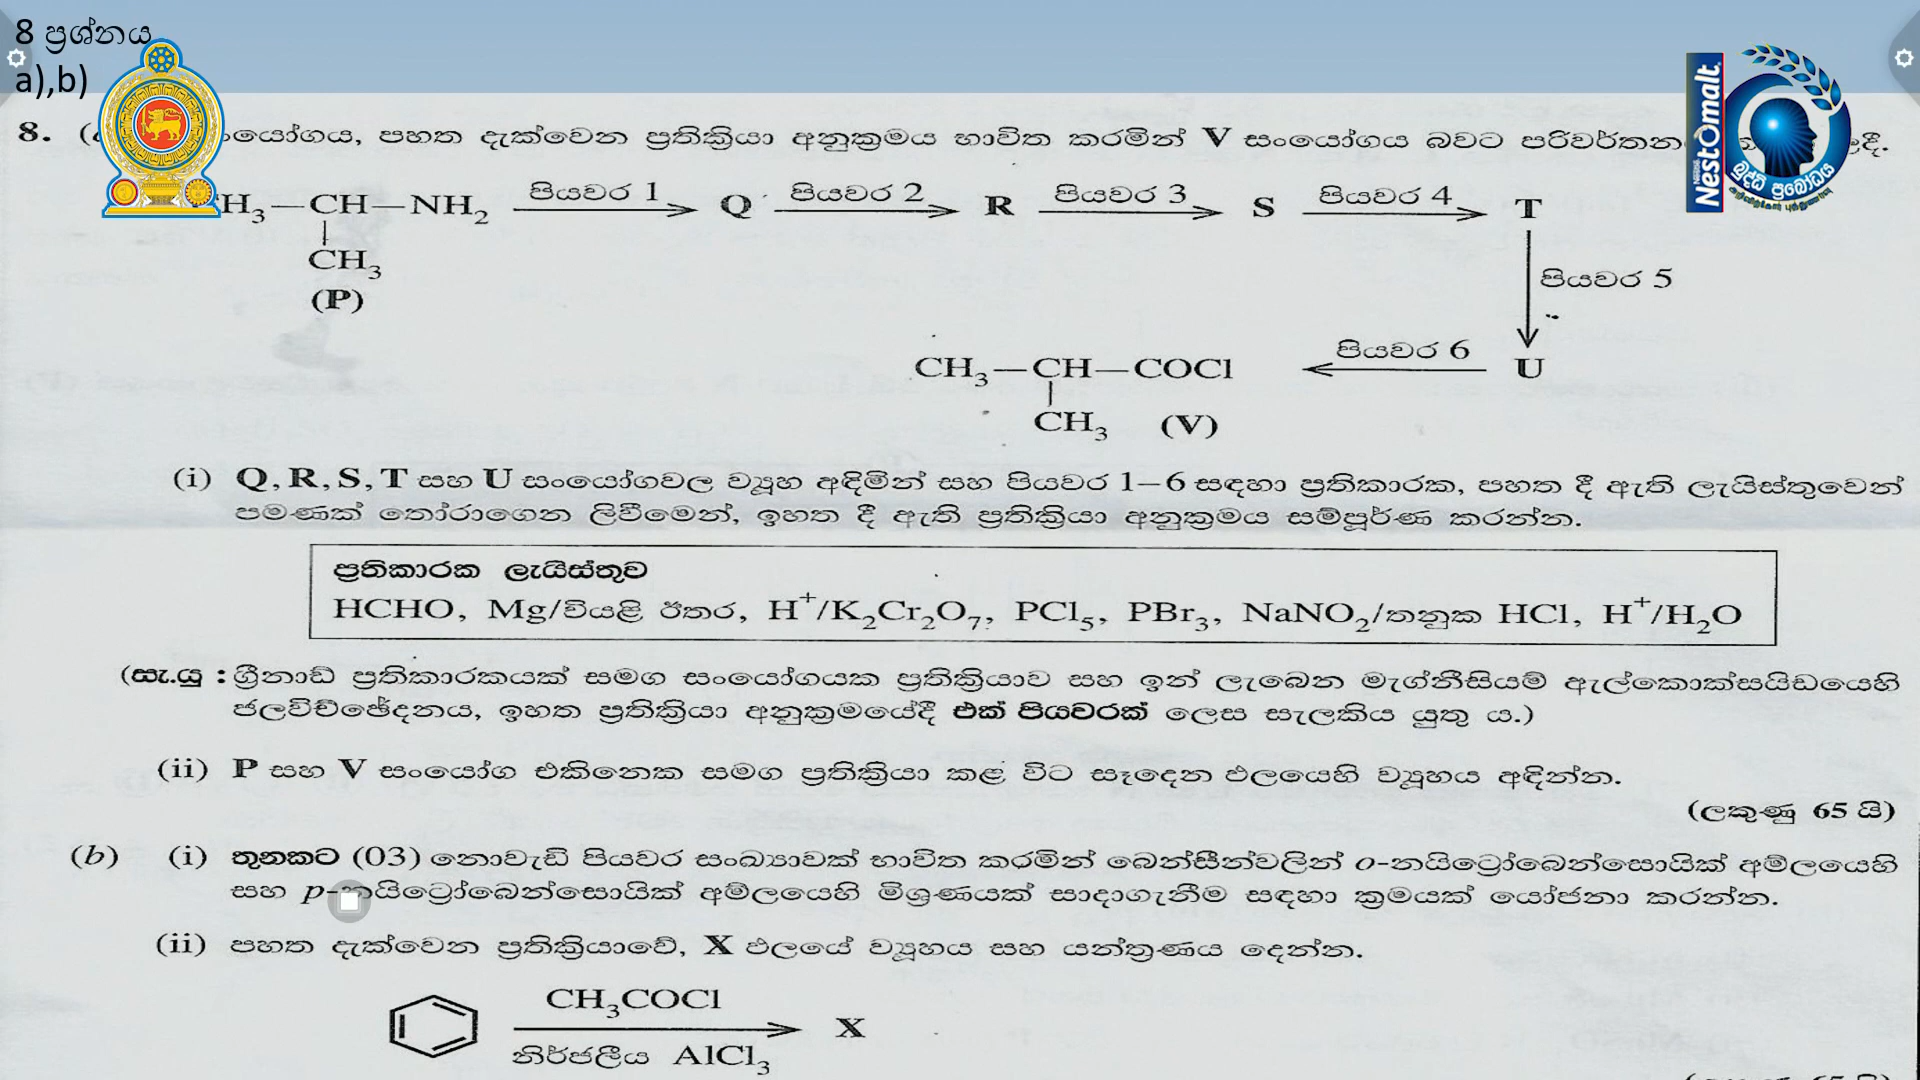 8 ප්‍රශ්නය
a),b)
NESTLÉ Nestomalt
බුද්ධි ප්‍රබෝධය
8. සංයෝගය, පහත දැක්වෙන ප්‍රතික්‍රියා අනුක්‍රමය භාවිත කරමින් V සංයෝගය බවට පරිවර්තන
H₃—CH—NH₂ පියවර 1 Q පියවර 2 R පියවර 3 S පියවර 4 T
CH₃
(P)
පියවර 5
CH₃—CH—COCl පියවර 6 U
CH₃ (V)
(i) Q, R, S, T සහ U සංයෝගවල ව්‍යූහ අඳිමින් සහ පියවර 1—6 සඳහා ප්‍රතිකාරක, පහත දී ඇති ලැයිස්තුවෙන්
පමණක් තෝරාගෙන ලිවීමෙන්, ඉහත දී ඇති ප්‍රතික්‍රියා අනුක්‍රමය සම්පූර්ණ කරන්න.
ප්‍රතිකාරක ලැයිස්තුව
HCHO, Mg/වියළි ඊතර, H⁺/K₂Cr₂O₇, PCl₅, PBr₃, NaNO₂/තනුක HCl, H⁺/H₂O
(සැ.යු : ග්‍රීනාඩ් ප්‍රතිකාරකයක් සමග සංයෝගයක ප්‍රතික්‍රියාව සහ ඉන් ලැබෙන මැග්නීසියම් ඇල්කොක්සයිඩයෙහි
ජලවිච්ඡේදනය, ඉහත ප්‍රතික්‍රියා අනුක්‍රමයේදී එක් පියවරක් ලෙස සැලකිය යුතු ය.)
(ii) P සහ V සංයෝග එකිනෙක සමග ප්‍රතික්‍රියා කළ විට සෑදෙන ඵලයෙහි ව්‍යූහය අඳින්න.
(ලකුණු 65 යි)
(b) (i) තුනකට (03) නොවැඩි පියවර සංඛ්‍යාවක් භාවිත කරමින් බෙන්සීන්වලින් o-නයිට්‍රොබෙන්සොයික් අම්ලයෙහි
සහ p-නයිට්‍රොබෙන්සොයික් අම්ලයෙහි මිශ්‍රණයක් සාදාගැනීම සඳහා ක්‍රමයක් යෝජනා කරන්න.
(ii) පහත දැක්වෙන ප්‍රතික්‍රියාවේ, X ඵලයේ ව්‍යූහය සහ යන්ත්‍රණය දෙන්න.
CH₃COCl
X
නිර්ජලීය AlCl₃